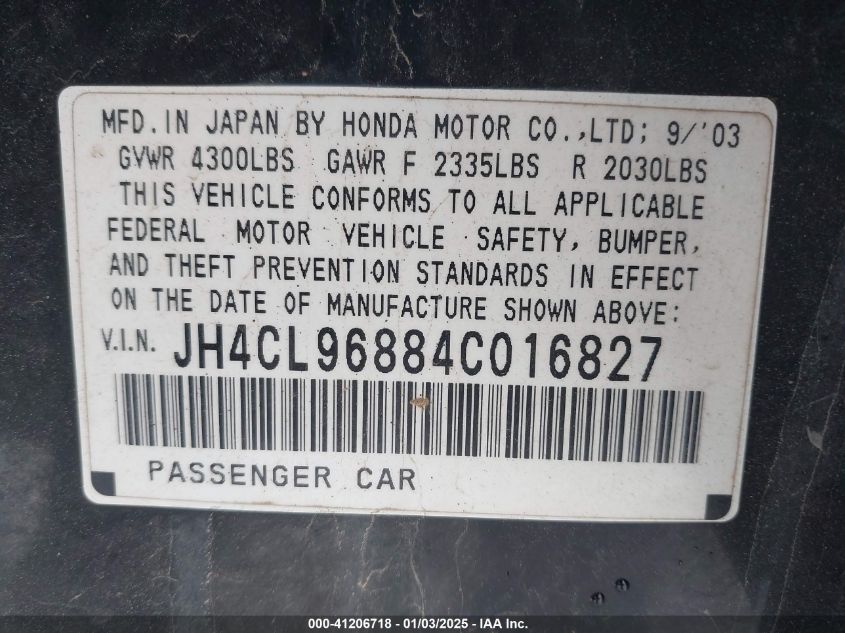 MFD. IN JAPAN BY HONDA MOTOR CO.,LTD; 9/'03
GVWR 4300LBS GAWR F 2335LBS R 2030LBS
THIS VEHICLE CONFORMS TO ALL APPLICABLE
FEDERAL MOTOR VEHICLE SAFETY, BUMPER,
AND THEFT PREVENTION STANDARDS IN EFFECT
ON THE DATE OF MANUFACTURE SHOWN ABOVE:
V.I.N. JH4CL96884C016827
PASSENGER CAR
000-41206718 - 01/03/2025 - IAA Inc.